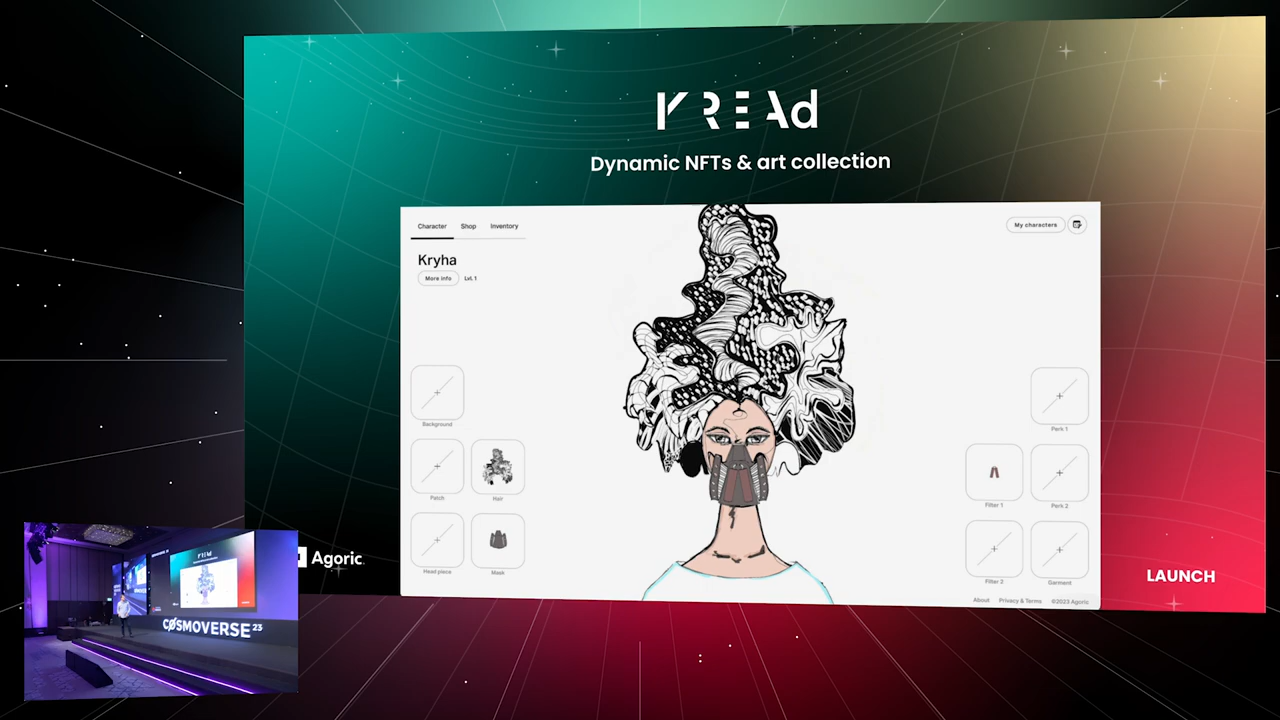 KREAd
Dynamic NFTs & art collection
Character Shop Inventory
My characters
Kryha
More info Lvl. 1
Background
Perk 1
Patch
Hair
Filter 1
Perk 2
Head piece
Mask
Filter 2
Garment
About Privacy & Terms ©2023 Agoric
Agoric
LAUNCH
KREAd
CØSMOVERSE 23